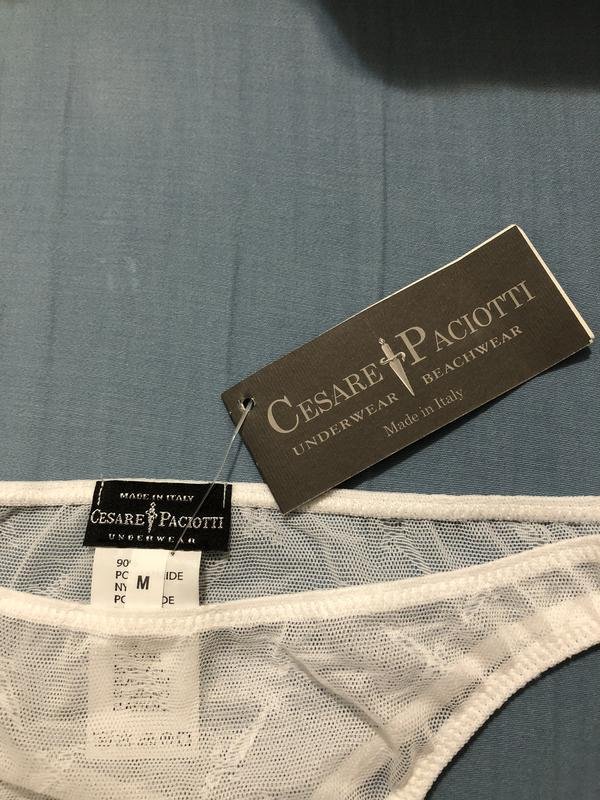 CESARE PACIOTTI
UNDERWEAR BEACHWEAR
Made in Italy
MADE IN ITALY
CESARE PACIOTTI
UNDERWEAR
M